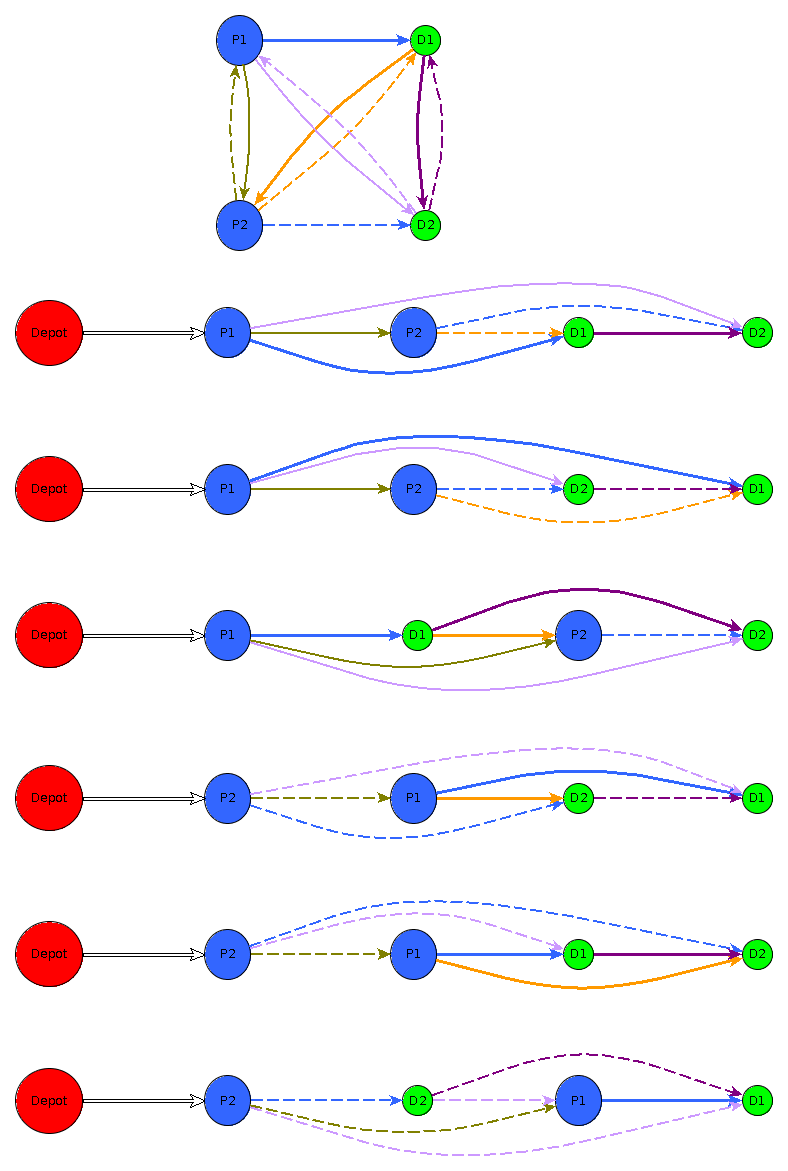 P1 D1
P2 D2
Depot P1 P2 D1 D2
Depot P1 P2 D2 D1
Depot P1 D1 P2 D2
Depot P2 P1 D2 D1
Depot P2 P1 D1 D2
Depot P2 D2 P1 D1